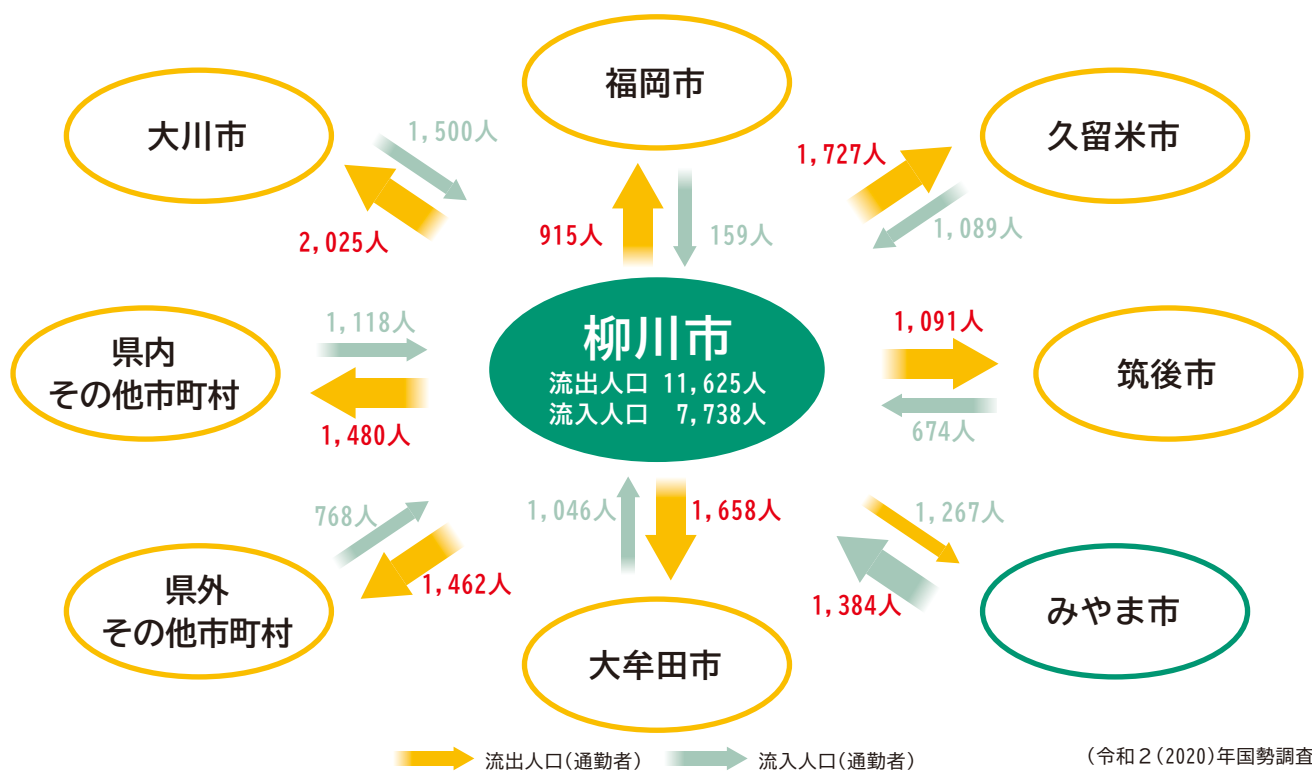 福岡市
大川市
久留米市
1,500人
1,727人
2,025人
915人
159人
1,089人
柳川市
流出人口 11,625人
流入人口 7,738人
1,118人
県内
その他市町村
1,480人
1,091人
筑後市
674人
768人
1,046人
1,658人
1,267人
県外
その他市町村
1,462人
1,384人
みやま市
大牟田市
流出人口(通勤者)
流入人口(通勤者)
(令和2(2020)年国勢調査